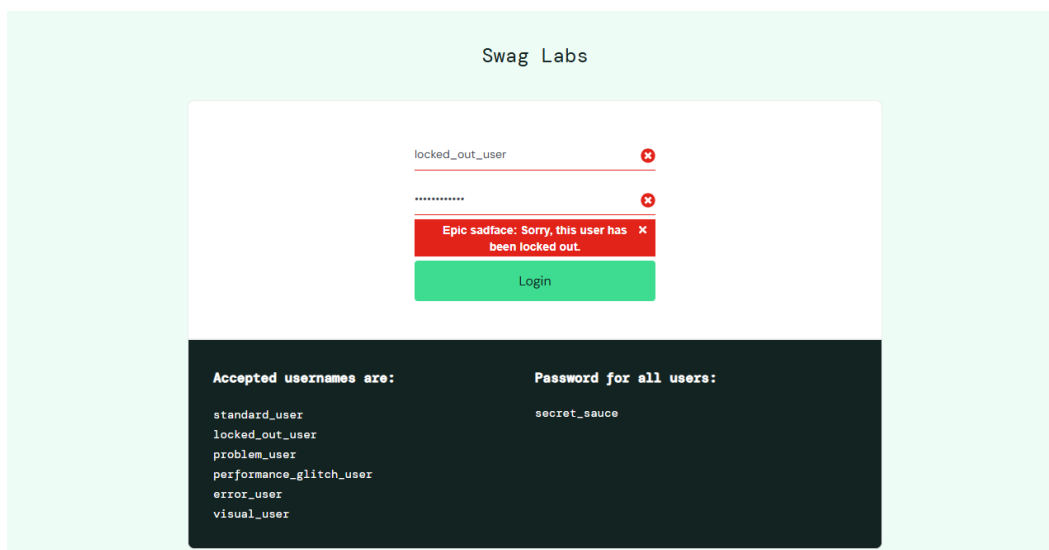 Swag Labs
locked_out_user
••••••••••••
Epic sadface: Sorry, this user has
been locked out.
Login
Accepted usernames are:
standard_user
locked_out_user
problem_user
performance_glitch_user
error_user
visual_user
Password for all users:
secret_sauce